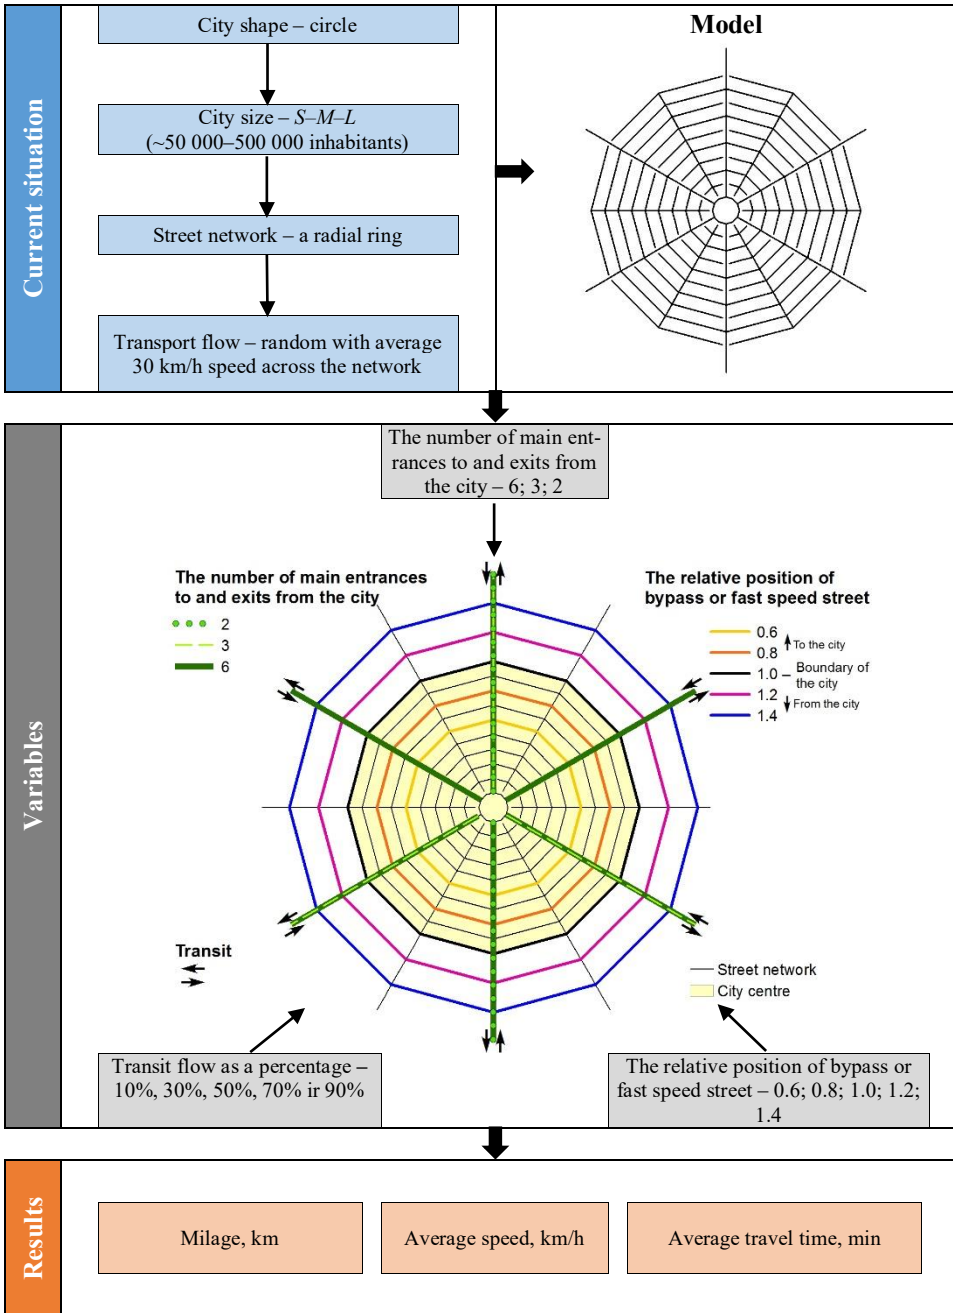 Current situation
City shape – circle
City size – S–M–L
(~50 000–500 000 inhabitants)
Street network – a radial ring
Transport flow – random with average
30 km/h speed across the network
Model
Variables
The number of main ent-
rances to and exits from
the city – 6; 3; 2
The number of main entrances
to and exits from the city
2
3
6
The relative position of
bypass or fast speed street
0.6
0.8
1.0
1.2
1.4
To the city
Boundary of
the city
From the city
Transit
Street network
City centre
Transit flow as a percentage –
10%, 30%, 50%, 70% ir 90%
The relative position of bypass or
fast speed street – 0.6; 0.8; 1.0; 1.2;
1.4
Results
Milage, km
Average speed, km/h
Average travel time, min